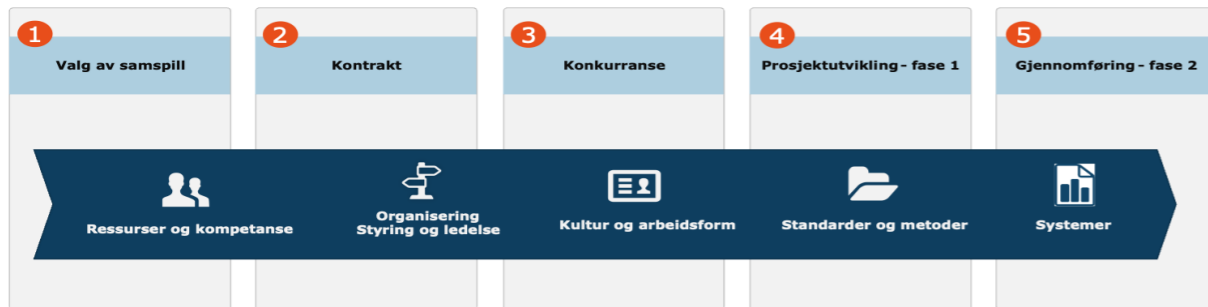 1
Valg av samspill
2
Kontrakt
3
Konkurranse
4
Prosjektutvikling - fase 1
5
Gjennomføring - fase 2
Ressurser og kompetanse
Organisering
Styring og ledelse
Kultur og arbeidsform
Standarder og metoder
Systemer